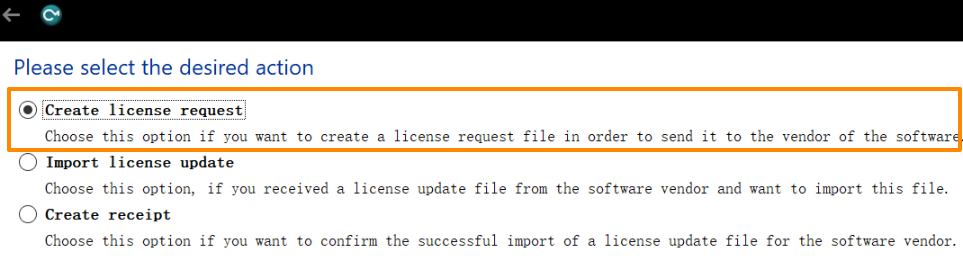 Please select the desired action
Create license request
Choose this option if you want to create a license request file in order to send it to the vendor of the software.
Import license update
Choose this option, if you received a license update file from the software vendor and want to import this file.
Create receipt
Choose this option if you want to confirm the successful import of a license update file for the software vendor.